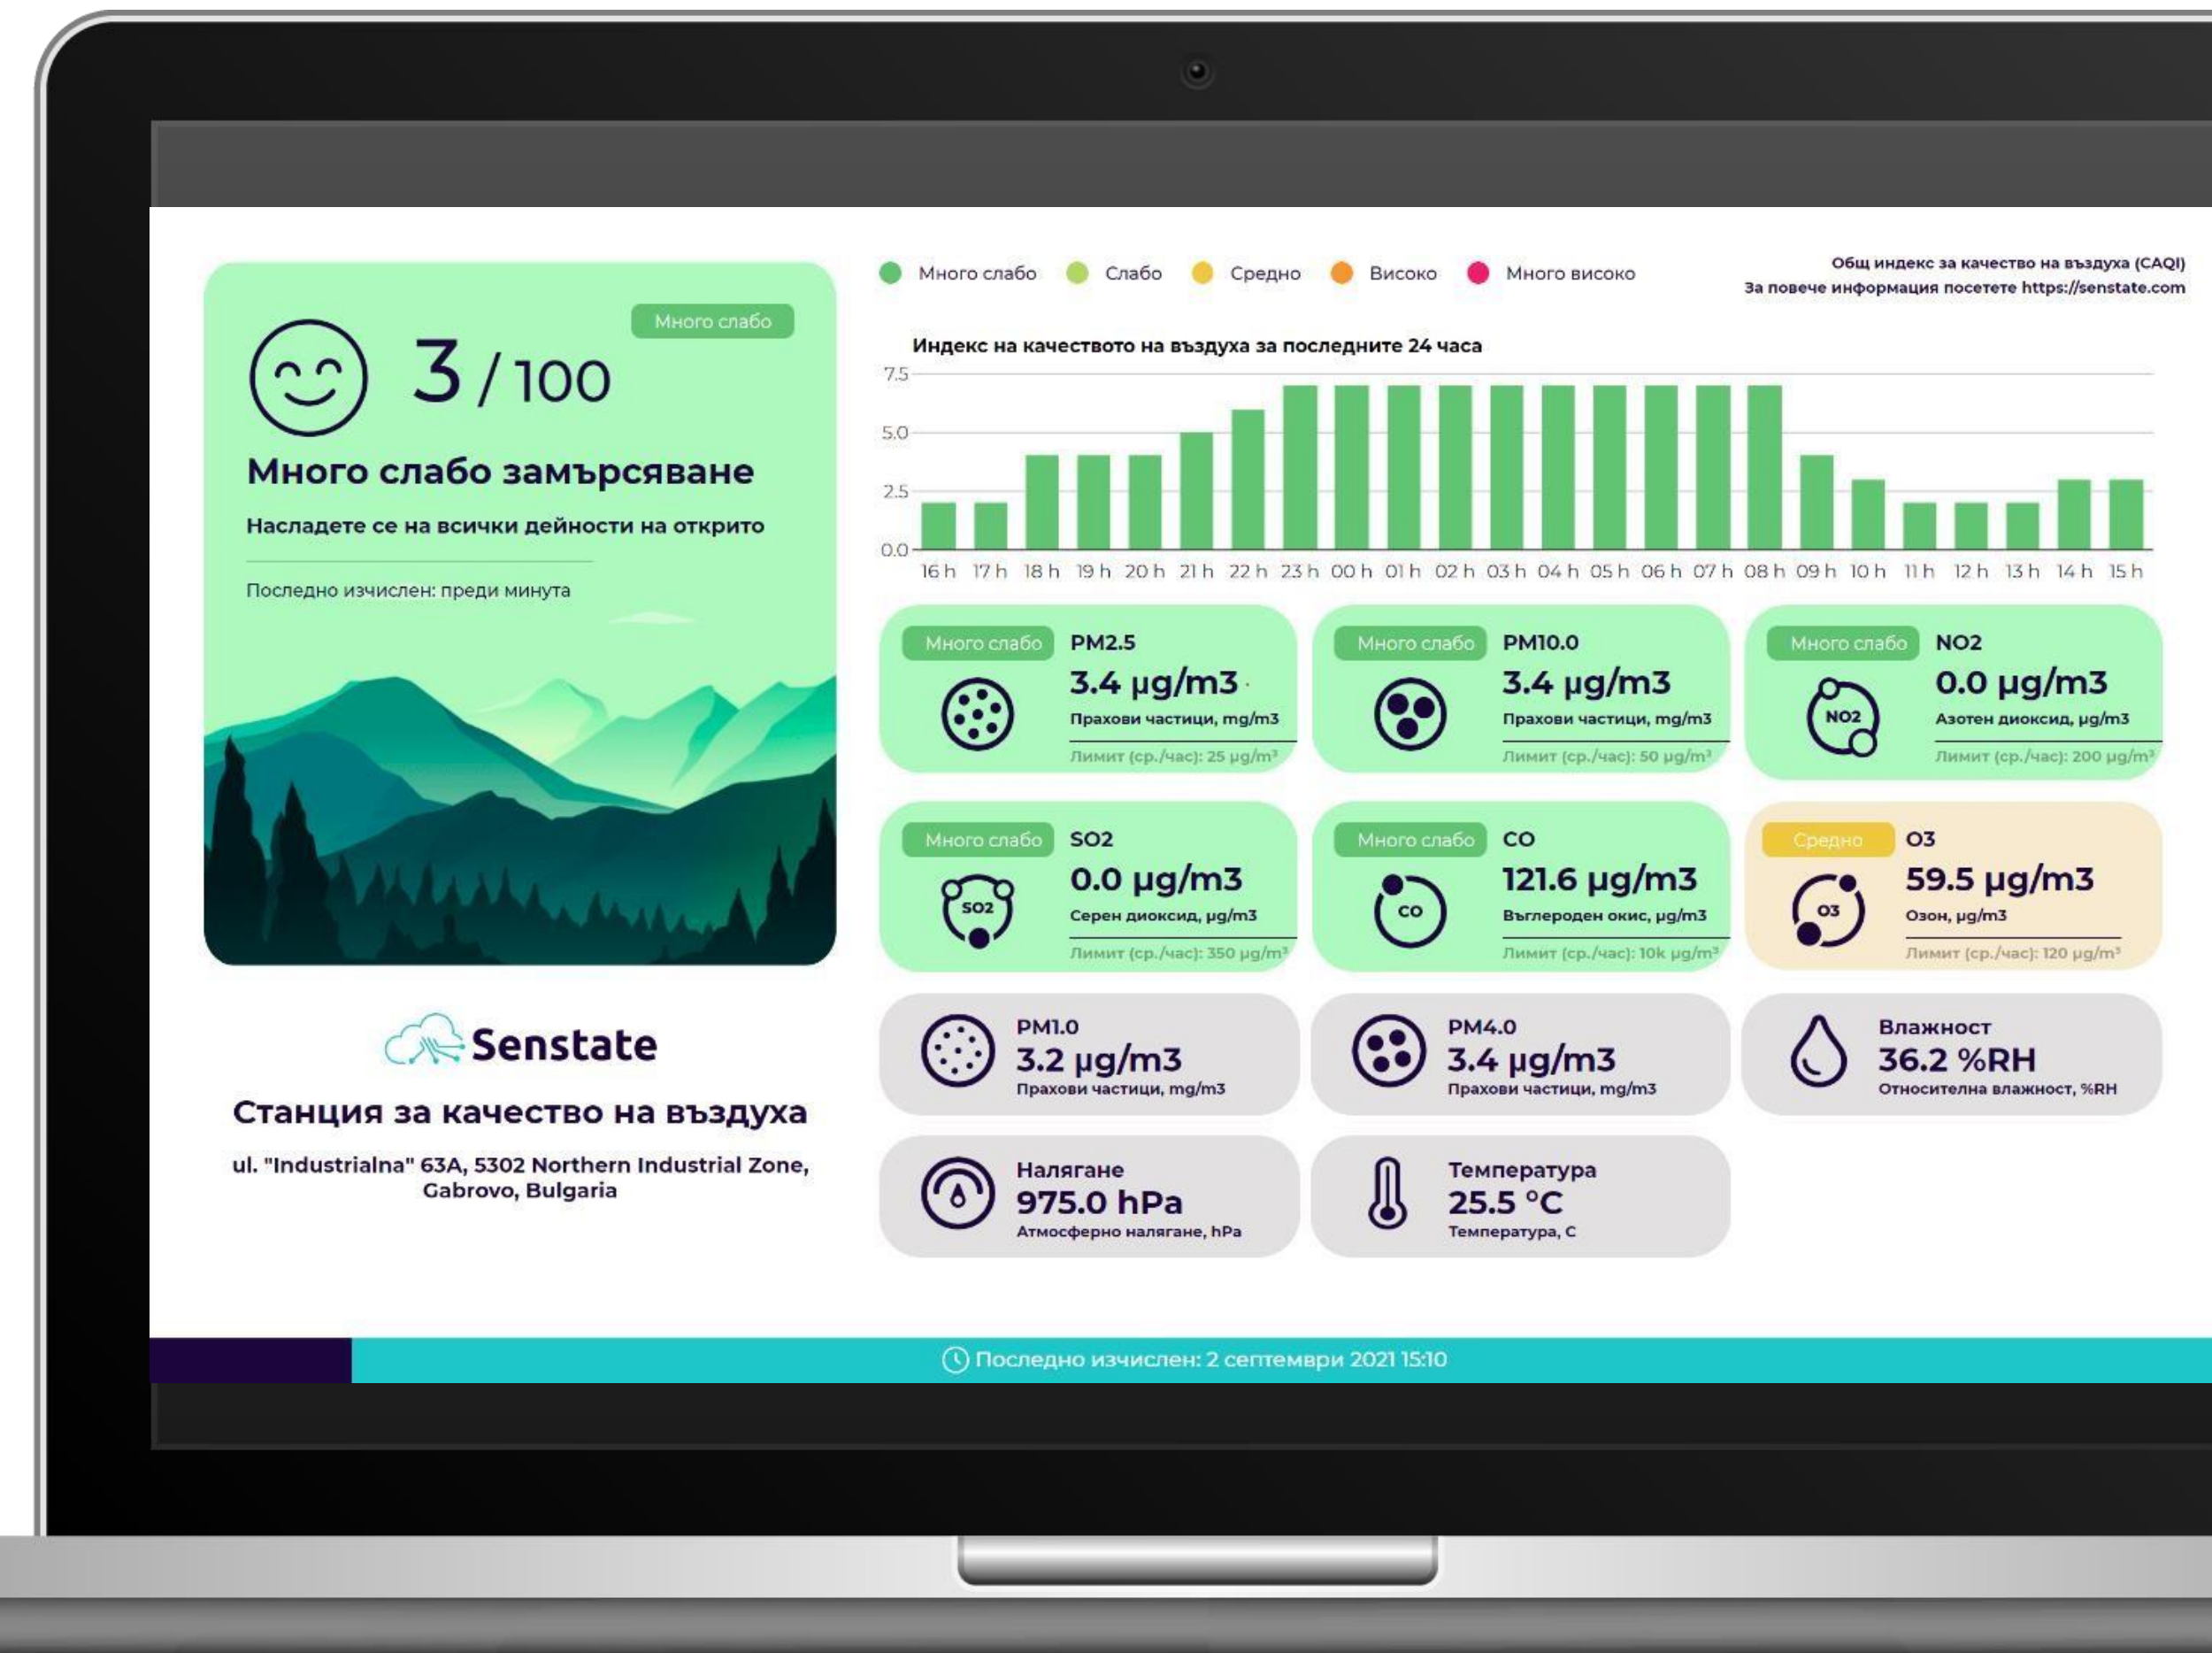 Много слабо
3 / 100
Много слабо замърсяване
Насладете се на всички дейности на открито
Последно изчислен: преди минута
Senstate
Станция за качество на въздуха
ul. "Industrialna" 63A, 5302 Northern Industrial Zone,
Gabrovo, Bulgaria
Много слабо
Слабо
Средно
Високо
Много високо
Общ индекс за качество на въздуха (CAQI)
За повече информация посетете https://senstate.com
Индекс на качеството на въздуха за последните 24 часа
7.5
5.0
2.5
0.0
16 h 17 h 18 h 19 h 20 h 21 h 22 h 23 h 00 h 01 h 02 h 03 h 04 h 05 h 06 h 07 h 08 h 09 h 10 h 11 h 12 h 13 h 14 h 15 h
Много слабо
PM2.5
3.4 µg/m3
Прахови частици, mg/m3
Лимит (ср./час): 25 µg/m³
Много слабо
PM10.0
3.4 µg/m3
Прахови частици, mg/m3
Лимит (ср./час): 50 µg/m³
Много слабо
NO2
NO2
0.0 µg/m3
Азотен диоксид, µg/m3
Лимит (ср./час): 200 µg/m³
Много слабо
SO2
SO2
0.0 µg/m3
Серен диоксид, µg/m3
Лимит (ср./час): 350 µg/m³
Много слабо
CO
CO
121.6 µg/m3
Въглероден окис, µg/m3
Лимит (ср./час): 10k µg/m³
Средно
O3
O3
59.5 µg/m3
Озон, µg/m3
Лимит (ср./час): 120 µg/m³
PM1.0
3.2 µg/m3
Прахови частици, mg/m3
PM4.0
3.4 µg/m3
Прахови частици, mg/m3
Влажност
36.2 %RH
Относителна влажност, %RH
Налягане
975.0 hPa
Атмосферно налягане, hPa
Температура
25.5 °C
Температура, C
Последно изчислен: 2 септември 2021 15:10